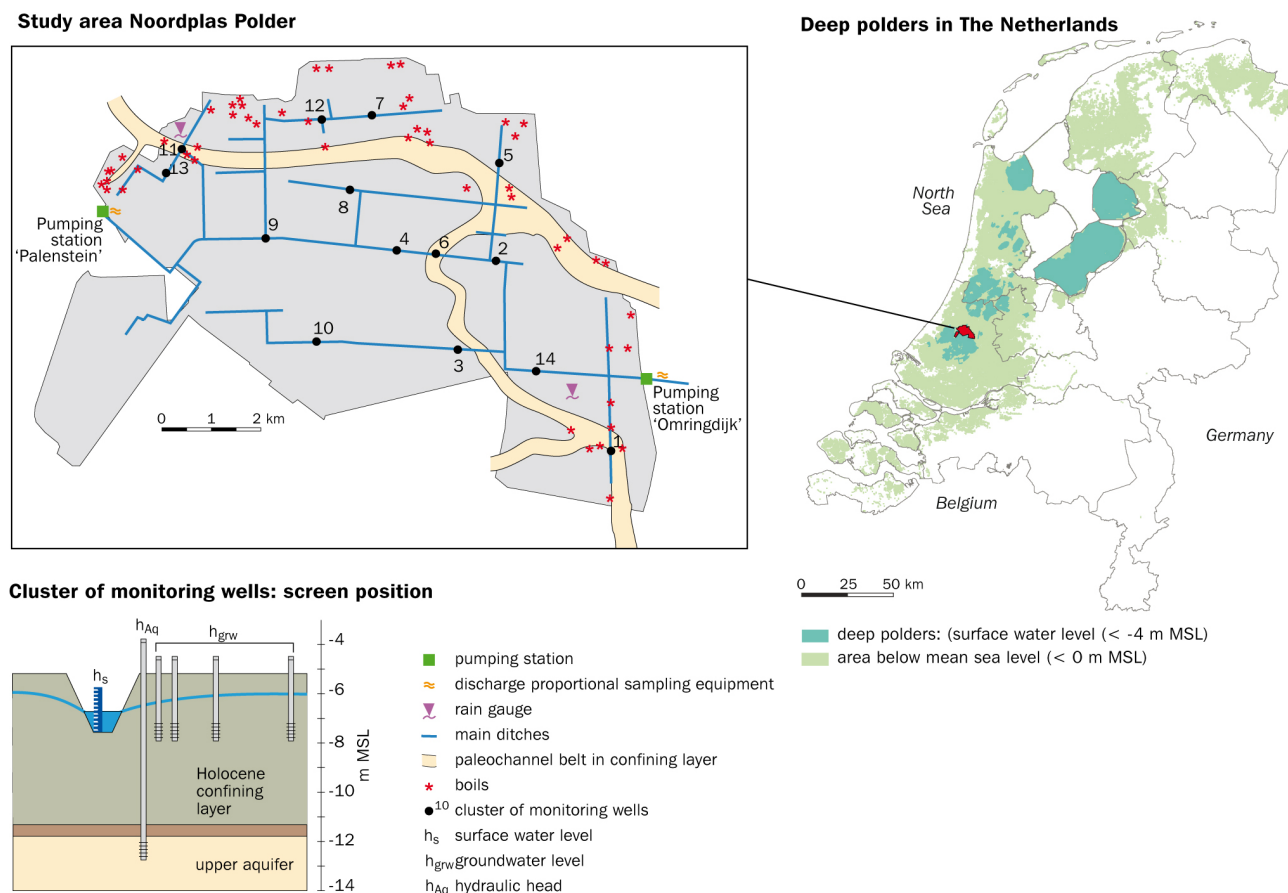 Study area Noordplas Polder
12
7
11
13
5
8
Pumping
station
‘Palenstein’
9
4
6
2
10
3
14
0 1 2 km
Pumping
station
‘Omringdijk’
1
Deep polders in The Netherlands
North
Sea
Germany
Belgium
0 25 50 km
deep polders: (surface water level (< -4 m MSL)
area below mean sea level (< 0 m MSL)
Cluster of monitoring wells: screen position
hAq
hgrw
hs
-4
-6
-8
-10
-12
-14
m MSL
Holocene
confining
layer
upper aquifer
pumping station
discharge proportional sampling equipment
rain gauge
main ditches
paleochannel belt in confining layer
boils
10 cluster of monitoring wells
hs surface water level
hgrw groundwater level
hAq hydraulic head